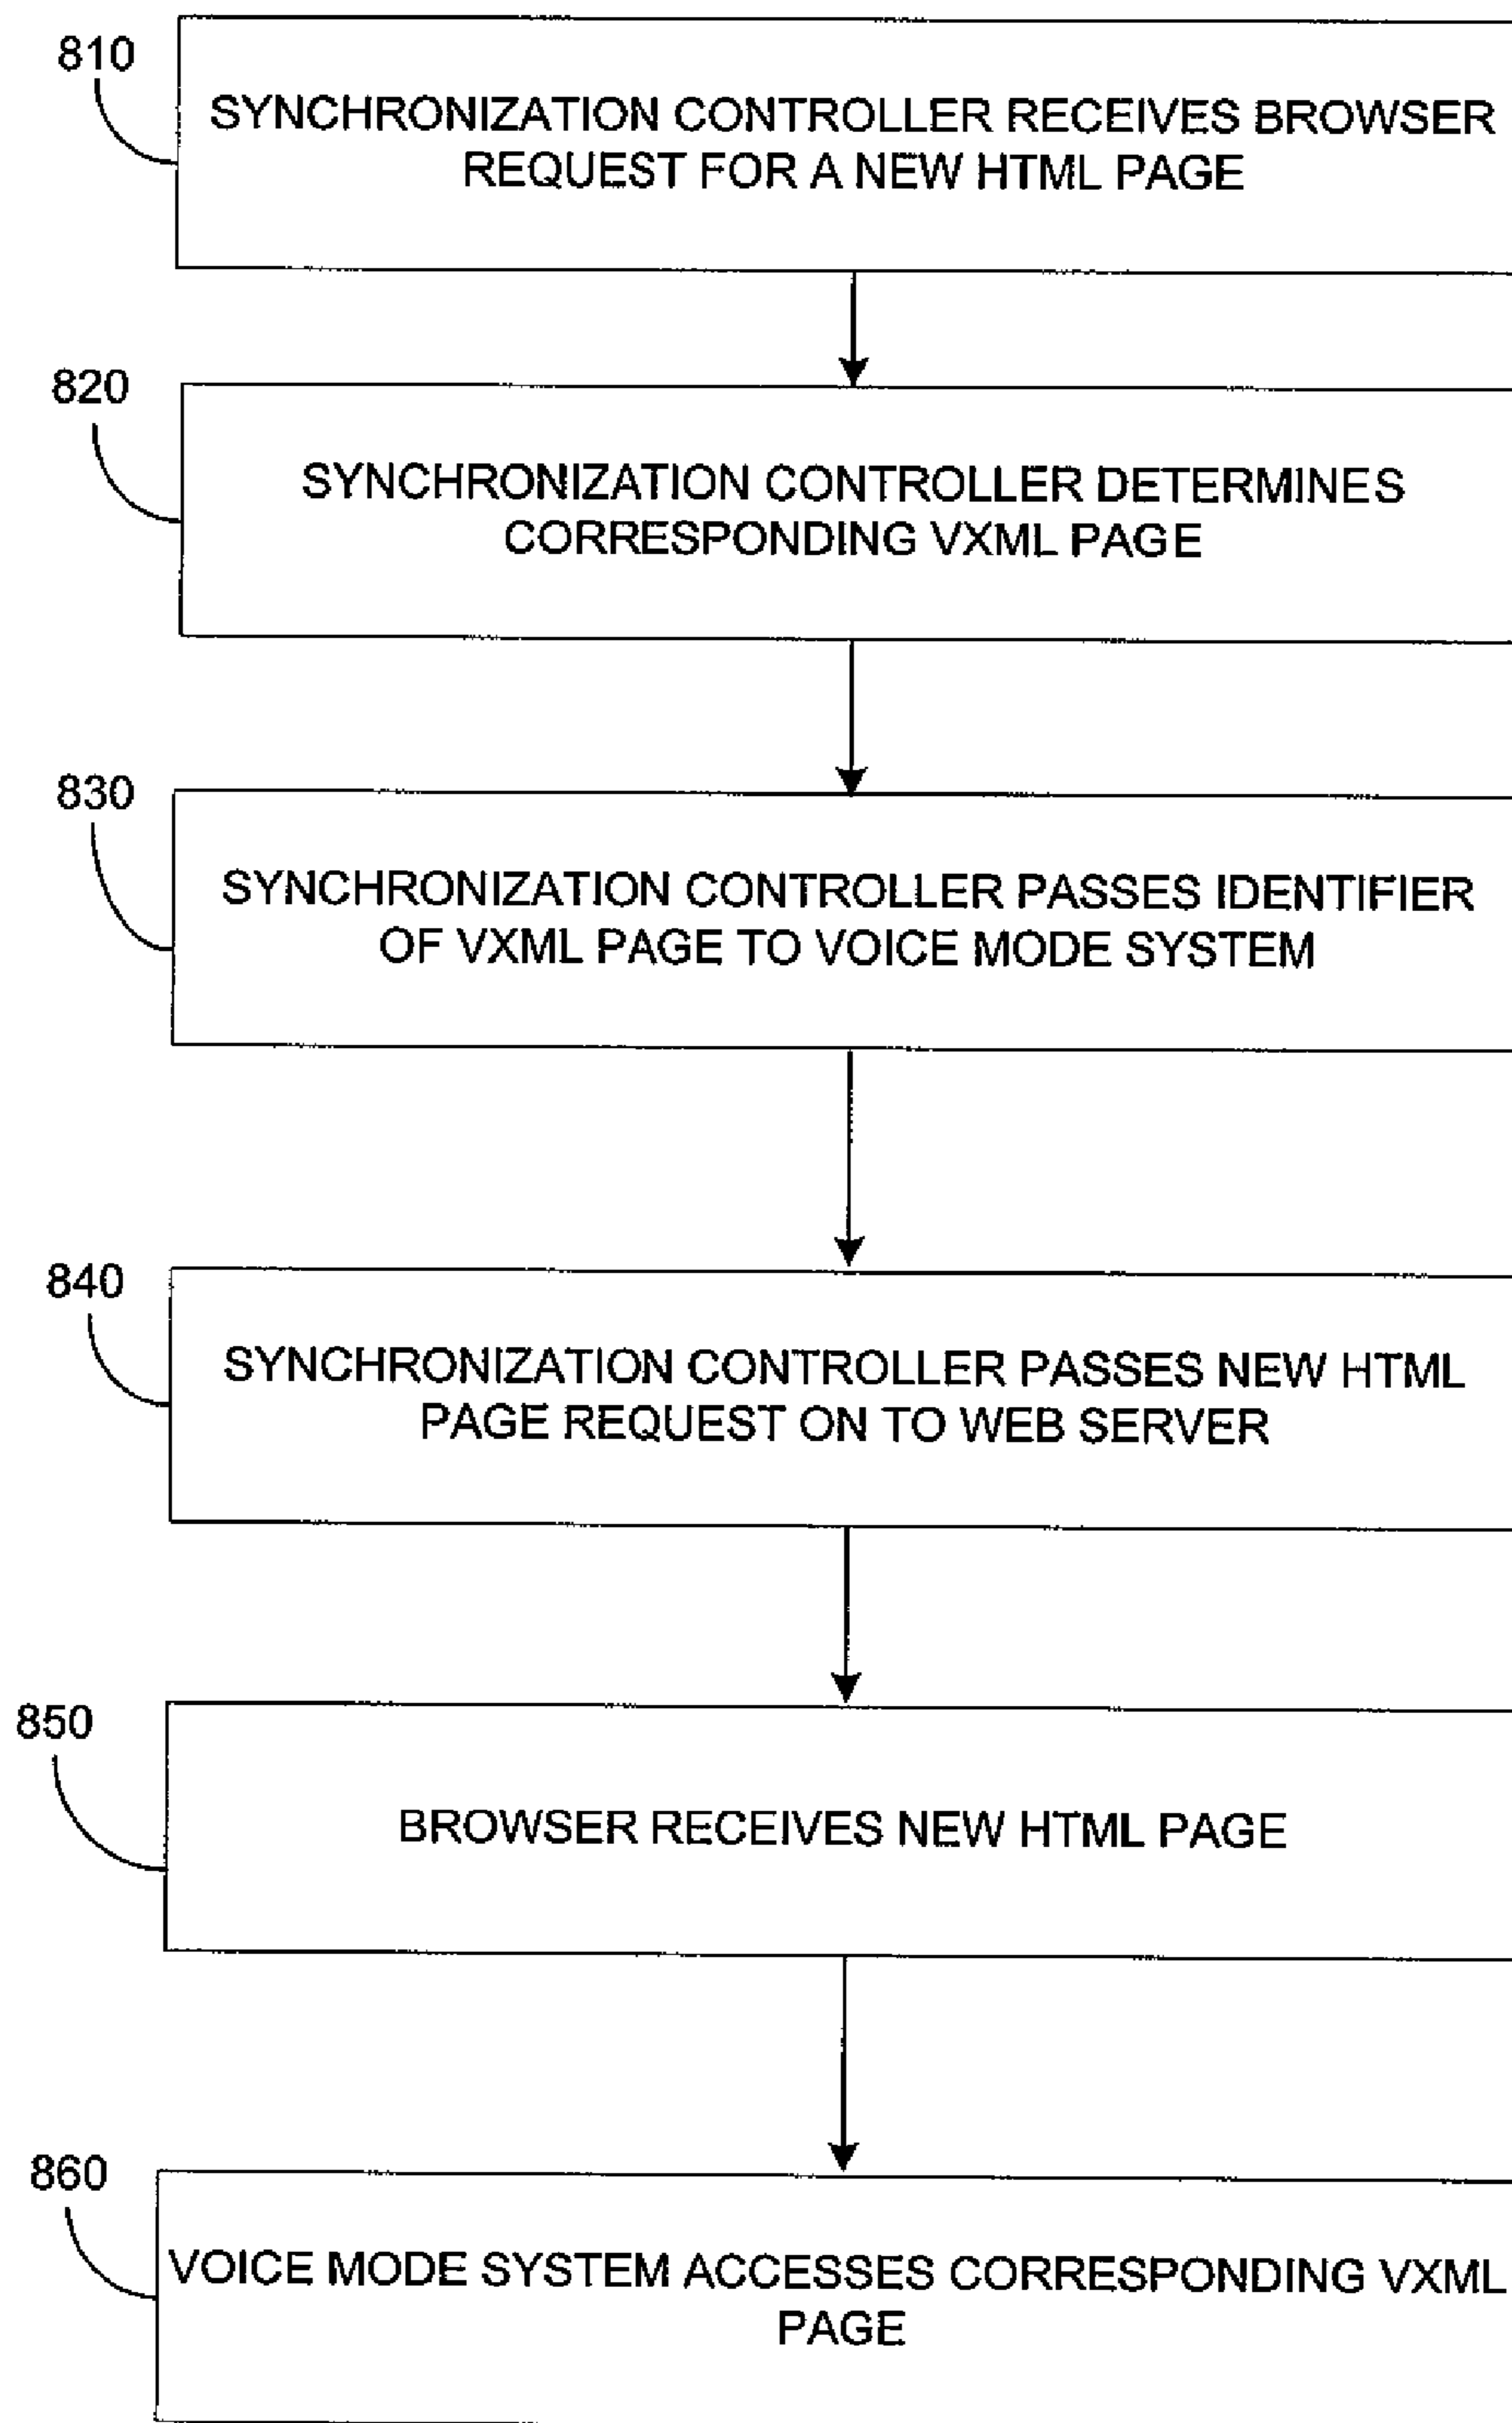 810
SYNCHRONIZATION CONTROLLER RECEIVES BROWSER
REQUEST FOR A NEW HTML PAGE
820
SYNCHRONIZATION CONTROLLER DETERMINES
CORRESPONDING VXML PAGE
830
SYNCHRONIZATION CONTROLLER PASSES IDENTIFIER
OF VXML PAGE TO VOICE MODE SYSTEM
840
SYNCHRONIZATION CONTROLLER PASSES NEW HTML
PAGE REQUEST ON TO WEB SERVER
850
BROWSER RECEIVES NEW HTML PAGE
860
VOICE MODE SYSTEM ACCESSES CORRESPONDING VXML
PAGE